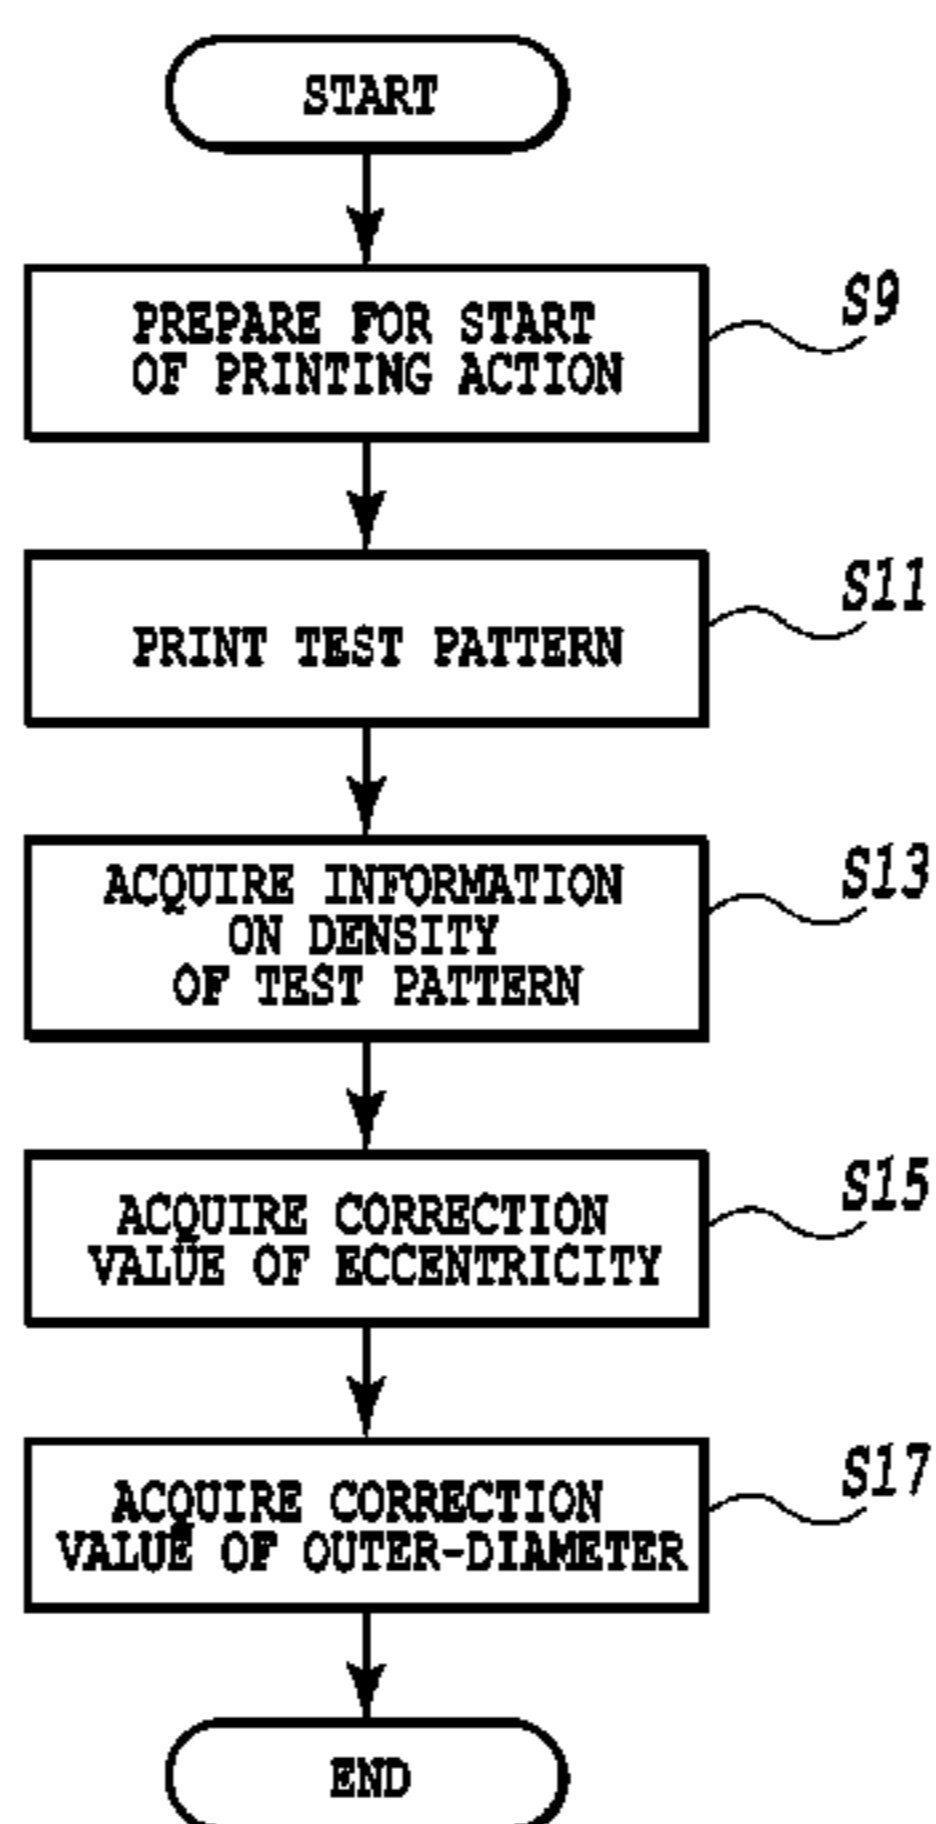 START
PREPARE FOR START
OF PRINTING ACTION
S9
PRINT TEST PATTERN
S11
ACQUIRE INFORMATION
ON DENSITY
OF TEST PATTERN
S13
ACQUIRE CORRECTION
VALUE OF ECCENTRICITY
S15
ACQUIRE CORRECTION
VALUE OF OUTER-DIAMETER
S17
END